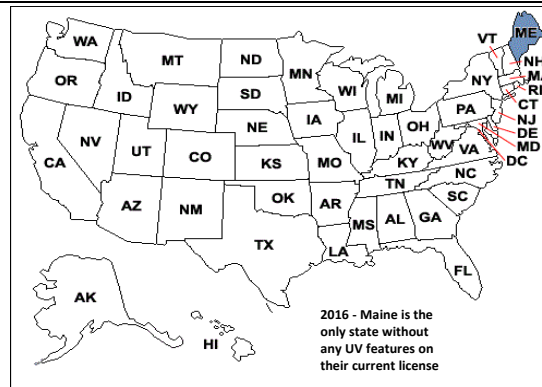 WA
MT
ND
MN
VT
ME
NH
MA
RI
CT
NJ
DE
MD
DC
OR
ID
WY
SD
WI
MI
NY
PA
NV
UT
CO
NE
IA
IL
IN
OH
WV
VA
CA
KS
MO
KY
NC
TN
SC
AZ
NM
OK
AR
MS
AL
GA
TX
LA
FL
AK
HI
2016 - Maine is the
only state without
any UV features on
their current license